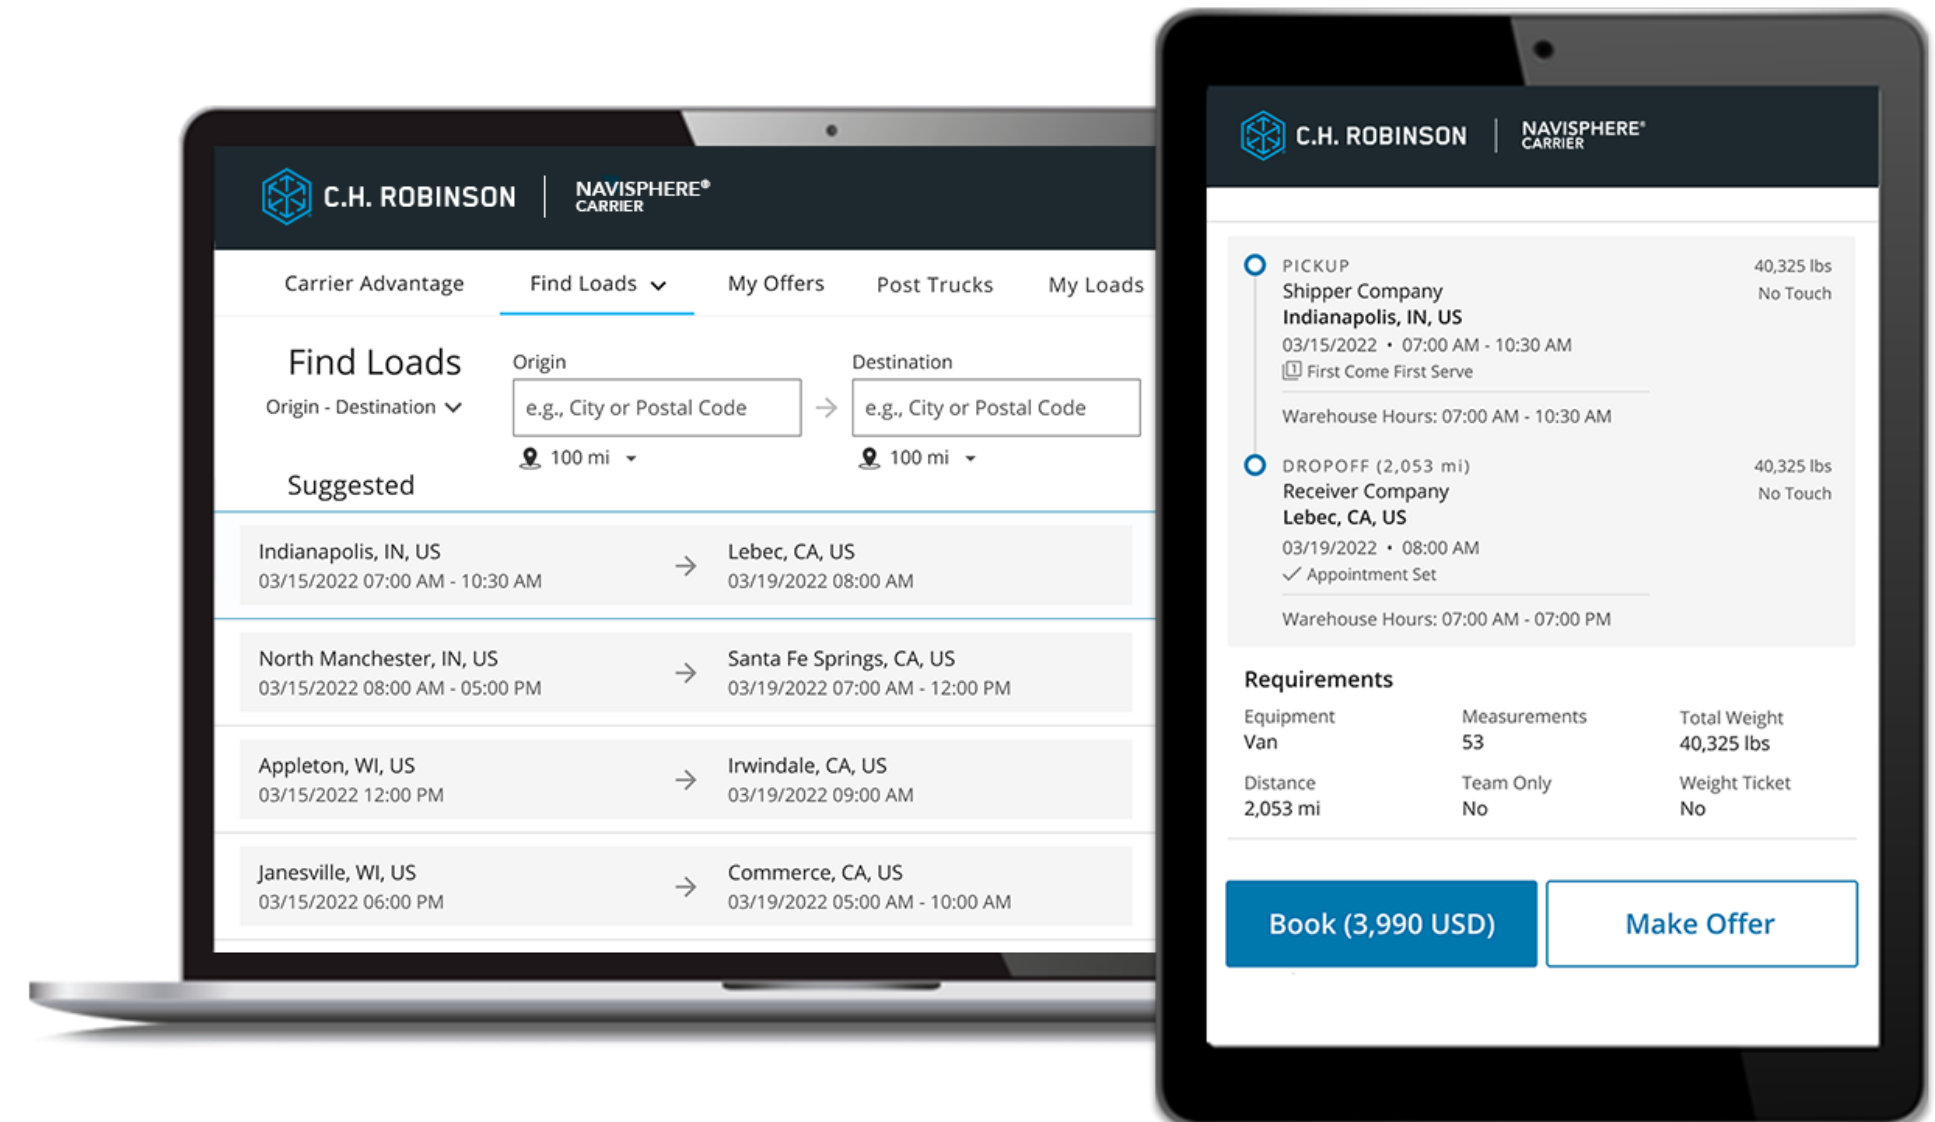 C.H. ROBINSON
NAVISPHERE®
CARRIER
Carrier Advantage
Find Loads
My Offers
Post Trucks
My Loads
Find Loads
Origin - Destination
Origin
e.g., City or Postal Code
100 mi
Destination
e.g., City or Postal Code
100 mi
Suggested
Indianapolis, IN, US
03/15/2022 07:00 AM - 10:30 AM
Lebec, CA, US
03/19/2022 08:00 AM
North Manchester, IN, US
03/15/2022 08:00 AM - 05:00 PM
Santa Fe Springs, CA, US
03/19/2022 07:00 AM - 12:00 PM
Appleton, WI, US
03/15/2022 12:00 PM
Irwindale, CA, US
03/19/2022 09:00 AM
Janesville, WI, US
03/15/2022 06:00 PM
Commerce, CA, US
03/19/2022 05:00 AM - 10:00 AM
C.H. ROBINSON
NAVISPHERE®
CARRIER
PICKUP
40,325 lbs
Shipper Company
No Touch
Indianapolis, IN, US
03/15/2022 • 07:00 AM - 10:30 AM
1 First Come First Serve
Warehouse Hours: 07:00 AM - 10:30 AM
DROPOFF (2,053 mi)
40,325 lbs
Receiver Company
No Touch
Lebec, CA, US
03/19/2022 • 08:00 AM
Appointment Set
Warehouse Hours: 07:00 AM - 07:00 PM
Requirements
Equipment
Van
Measurements
53
Total Weight
40,325 lbs
Distance
2,053 mi
Team Only
No
Weight Ticket
No
Book (3,990 USD)
Make Offer